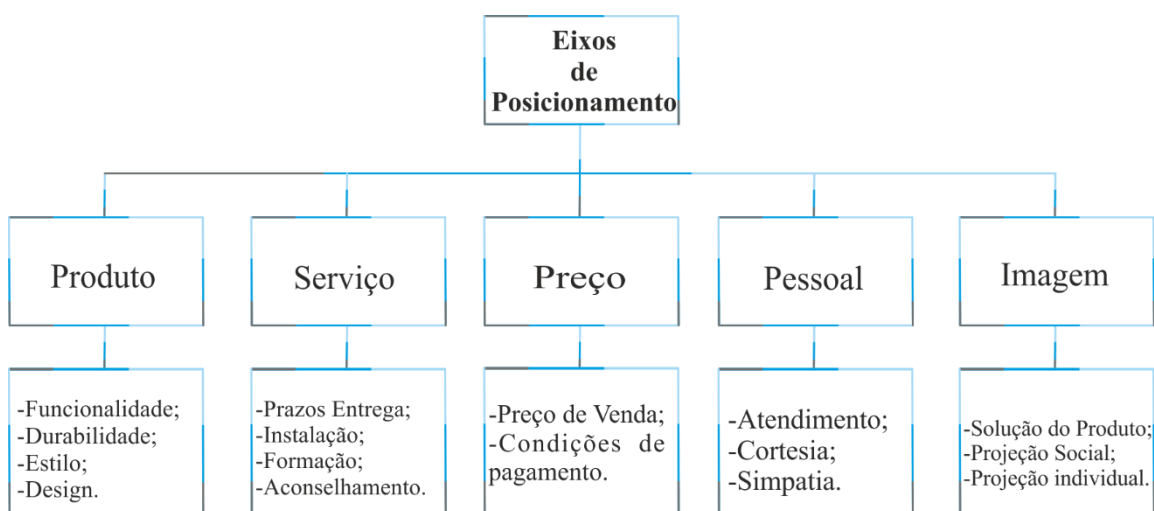 Eixos
de
Posicionamento
Produto
Serviço
Preço
Pessoal
Imagem
-Funcionalidade;
-Durabilidade;
-Estilo;
-Design.
-Prazos Entrega;
-Instalação;
-Formação;
-Aconselhamento.
-Preço de Venda;
-Condições de
pagamento.
-Atendimento;
-Cortesia;
-Simpatia.
-Solução do Produto;
-Projeção Social;
-Projeção individual.